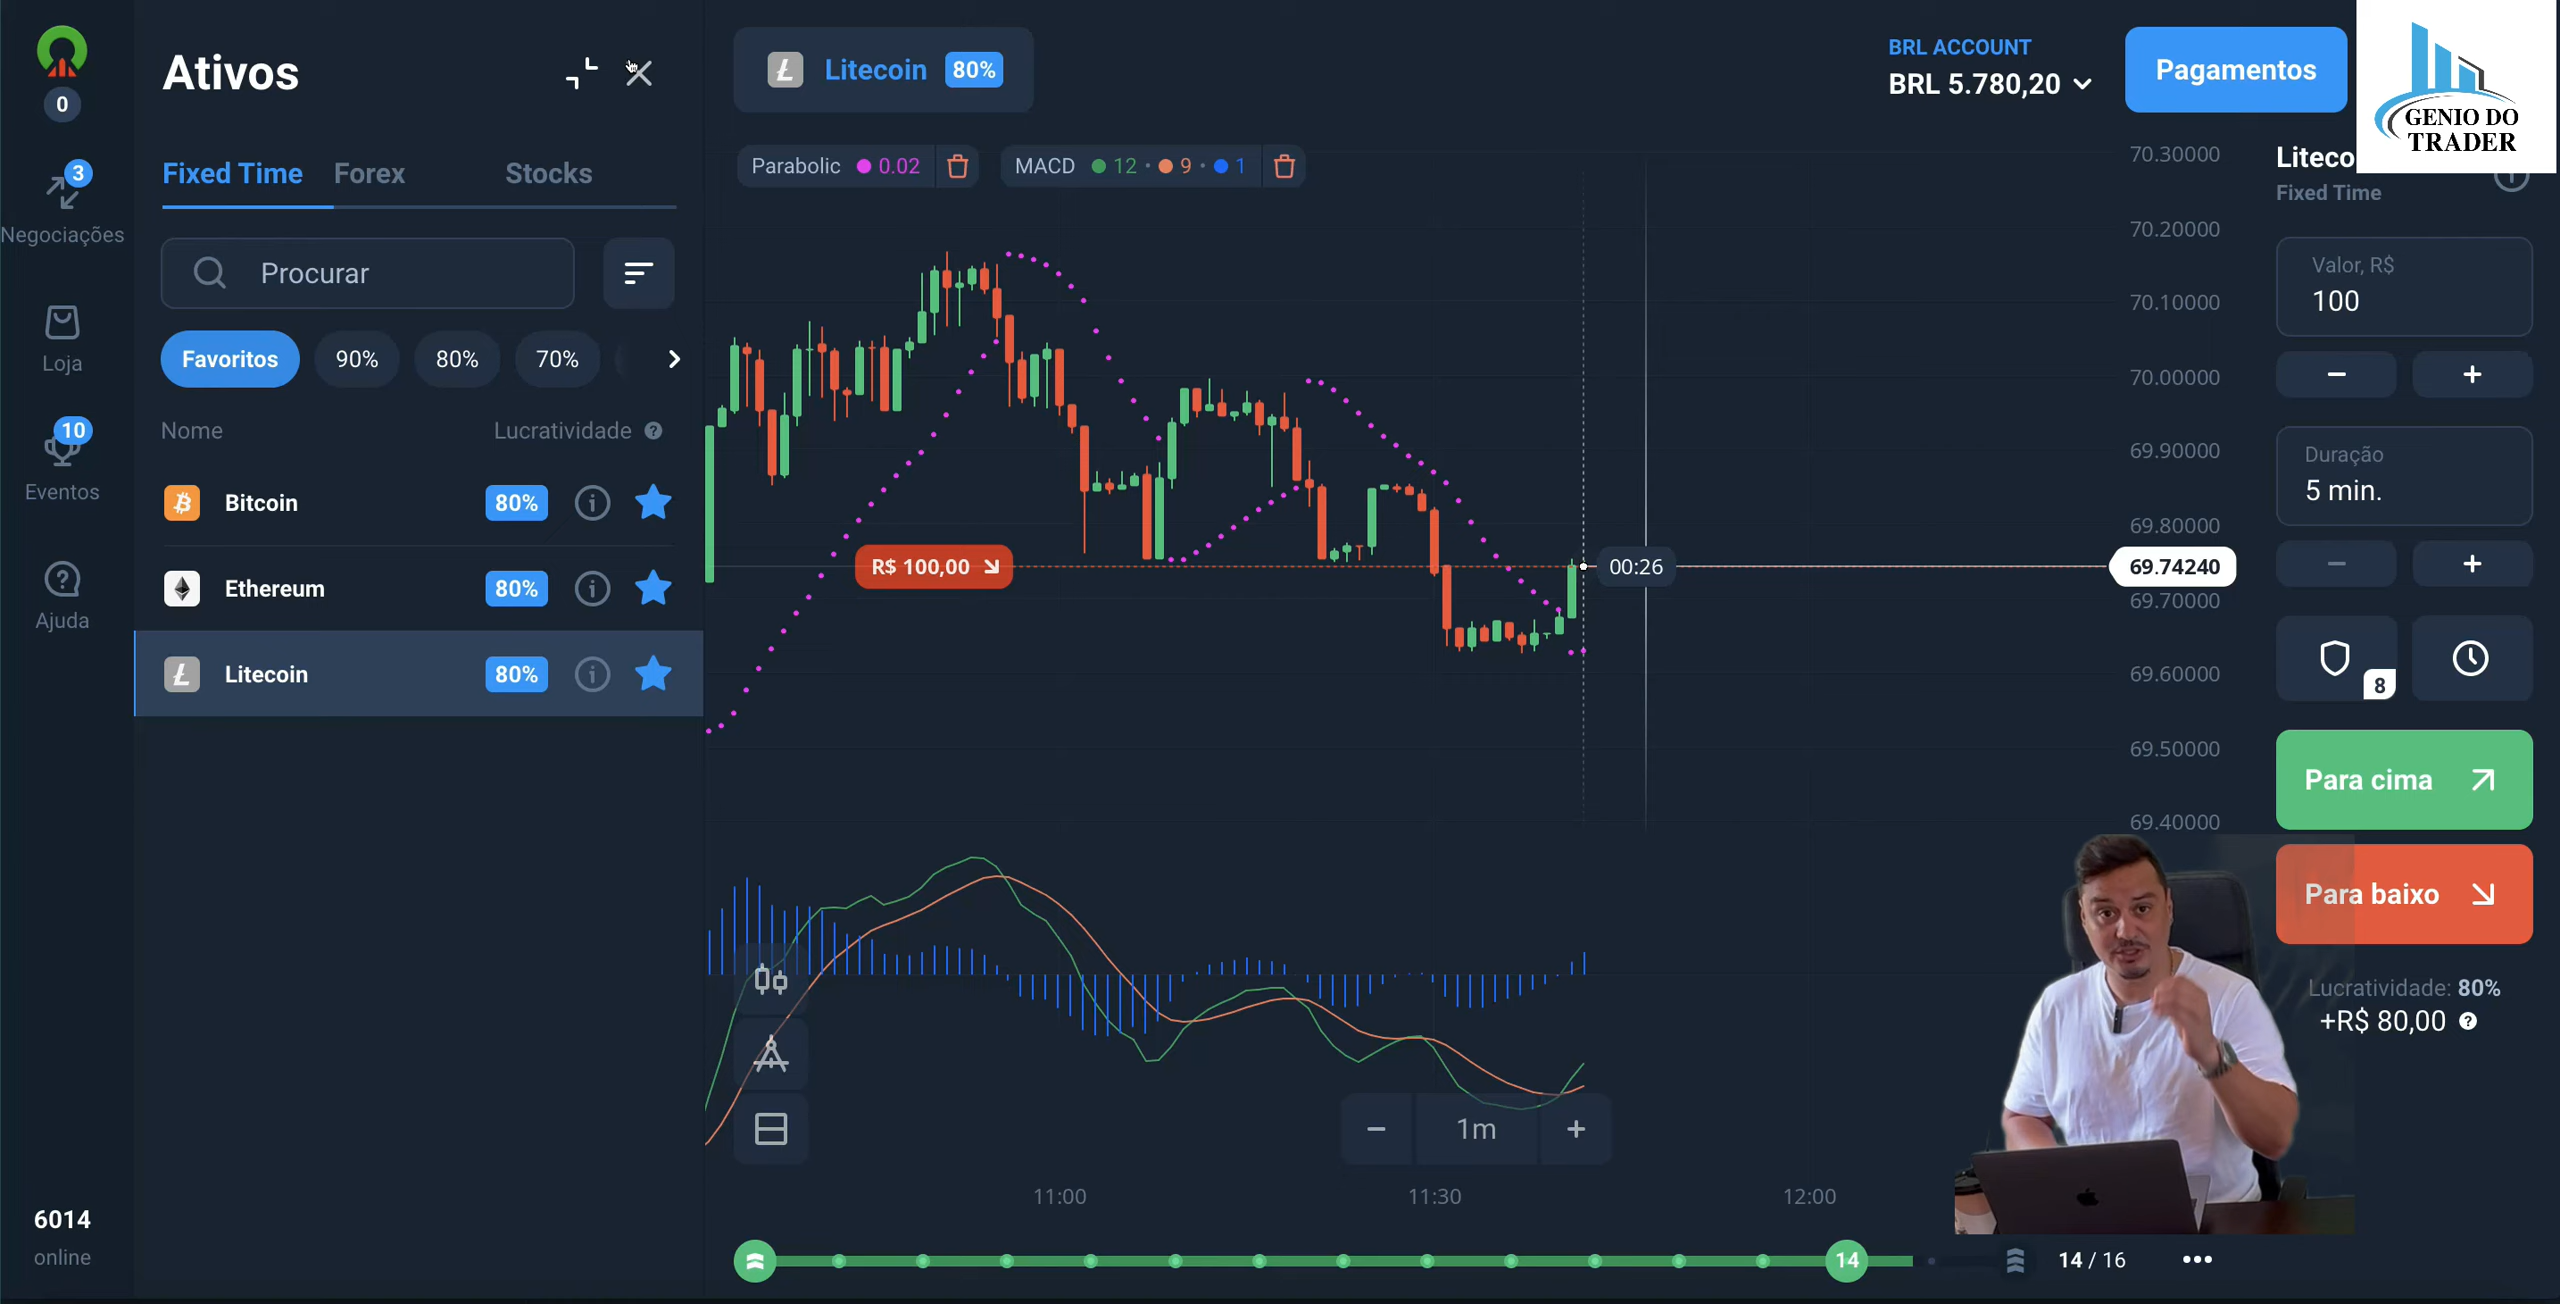 0
3
Negociações
Loja
10
Eventos
Ajuda
6014
online
Ativos
Fixed Time
Forex
Stocks
Procurar
Favoritos
90%
80%
70%
Nome
Lucratividade
Bitcoin
80%
Ethereum
80%
Litecoin
80%
Litecoin
80%
Parabolic 0.02
MACD 12 · 9 · 1
R$ 100,00
00:26
1m
11:00
11:30
12:00
14
14 / 16
BRL ACCOUNT
BRL 5.780,20
Pagamentos
GENIO DO
TRADER
70.30000
70.20000
70.10000
70.00000
69.90000
69.80000
69.74240
69.70000
69.60000
69.50000
69.40000
Liteco
Fixed Time
Valor, R$
100
Duração
5 min.
8
Para cima
Para baixo
Lucratividade: 80%
+R$ 80,00